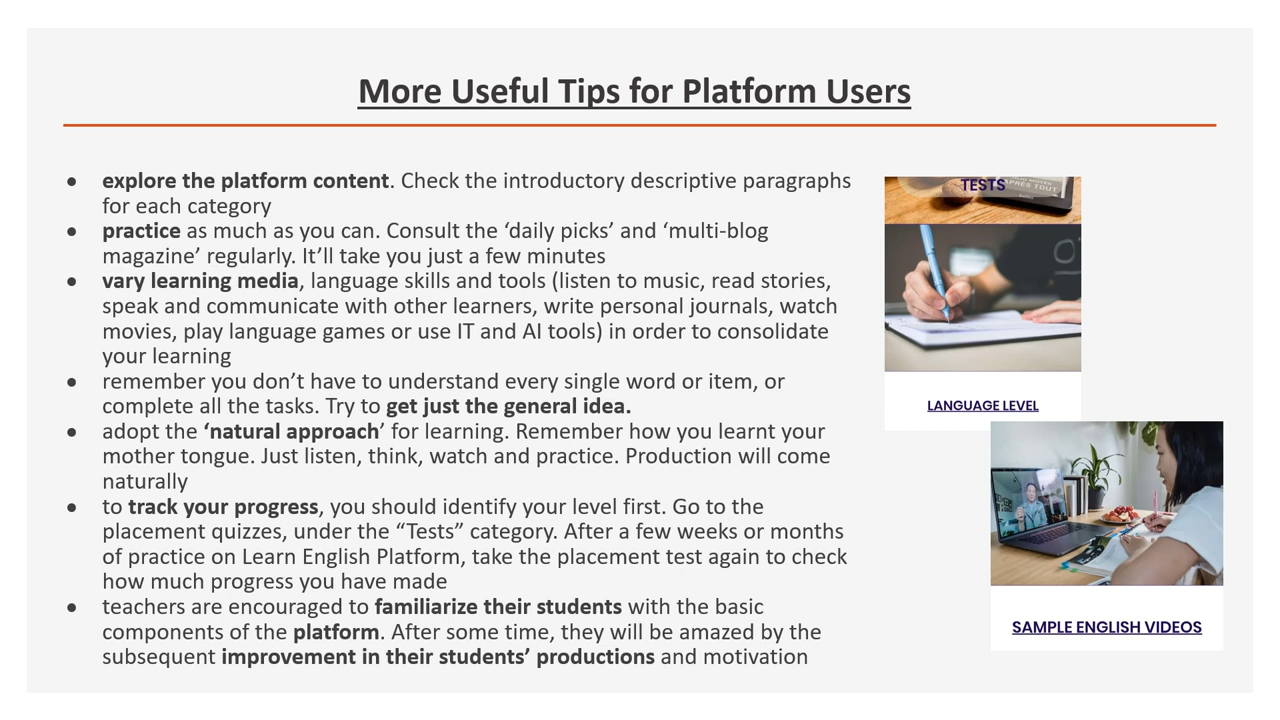 More Useful Tips for Platform Users
● explore the platform content. Check the introductory descriptive paragraphs
for each category
● practice as much as you can. Consult the ‘daily picks’ and ‘multi-blog
magazine’ regularly. It’ll take you just a few minutes
● vary learning media, language skills and tools (listen to music, read stories,
speak and communicate with other learners, write personal journals, watch
movies, play language games or use IT and AI tools) in order to consolidate
your learning
● remember you don’t have to understand every single word or item, or
complete all the tasks. Try to get just the general idea.
● adopt the ‘natural approach’ for learning. Remember how you learnt your
mother tongue. Just listen, think, watch and practice. Production will come
naturally
● to track your progress, you should identify your level first. Go to the
placement quizzes, under the “Tests” category. After a few weeks or months
of practice on Learn English Platform, take the placement test again to check
how much progress you have made
● teachers are encouraged to familiarize their students with the basic
components of the platform. After some time, they will be amazed by the
subsequent improvement in their students’ productions and motivation
TESTS
APRÈS TOUT
LANGUAGE LEVEL
SAMPLE ENGLISH VIDEOS